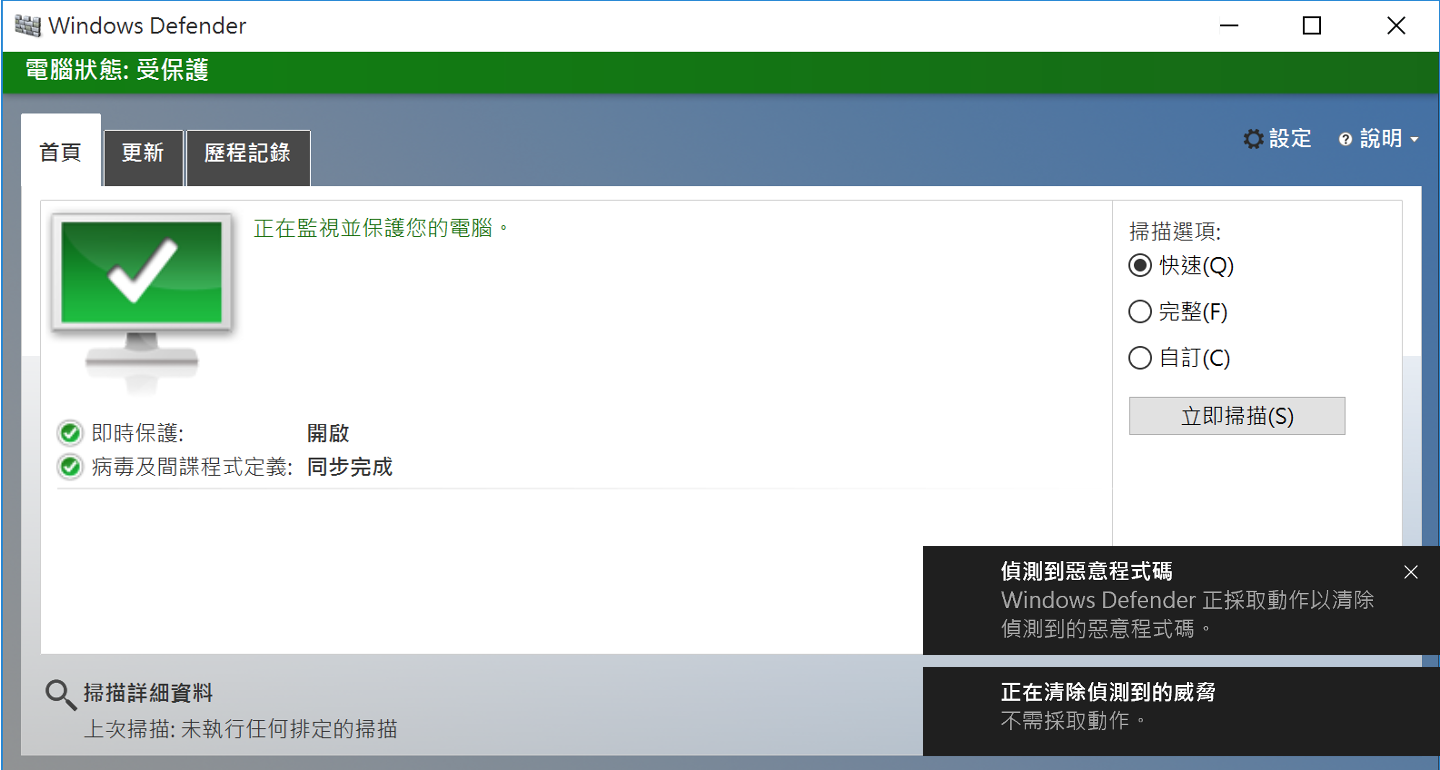 Windows Defender
電腦狀態: 受保護
首頁
更新
歷程記錄
設定
說明
正在監視並保護您的電腦。
掃描選項:
快速(Q)
完整(F)
自訂(C)
立即掃描(S)
即時保護: 開啟
病毒及間諜程式定義: 同步完成
偵測到惡意程式碼
Windows Defender 正採取動作以清除
偵測到的惡意程式碼。
正在清除偵測到的威脅
不需採取動作。
掃描詳細資料
上次掃描: 未執行任何排定的掃描